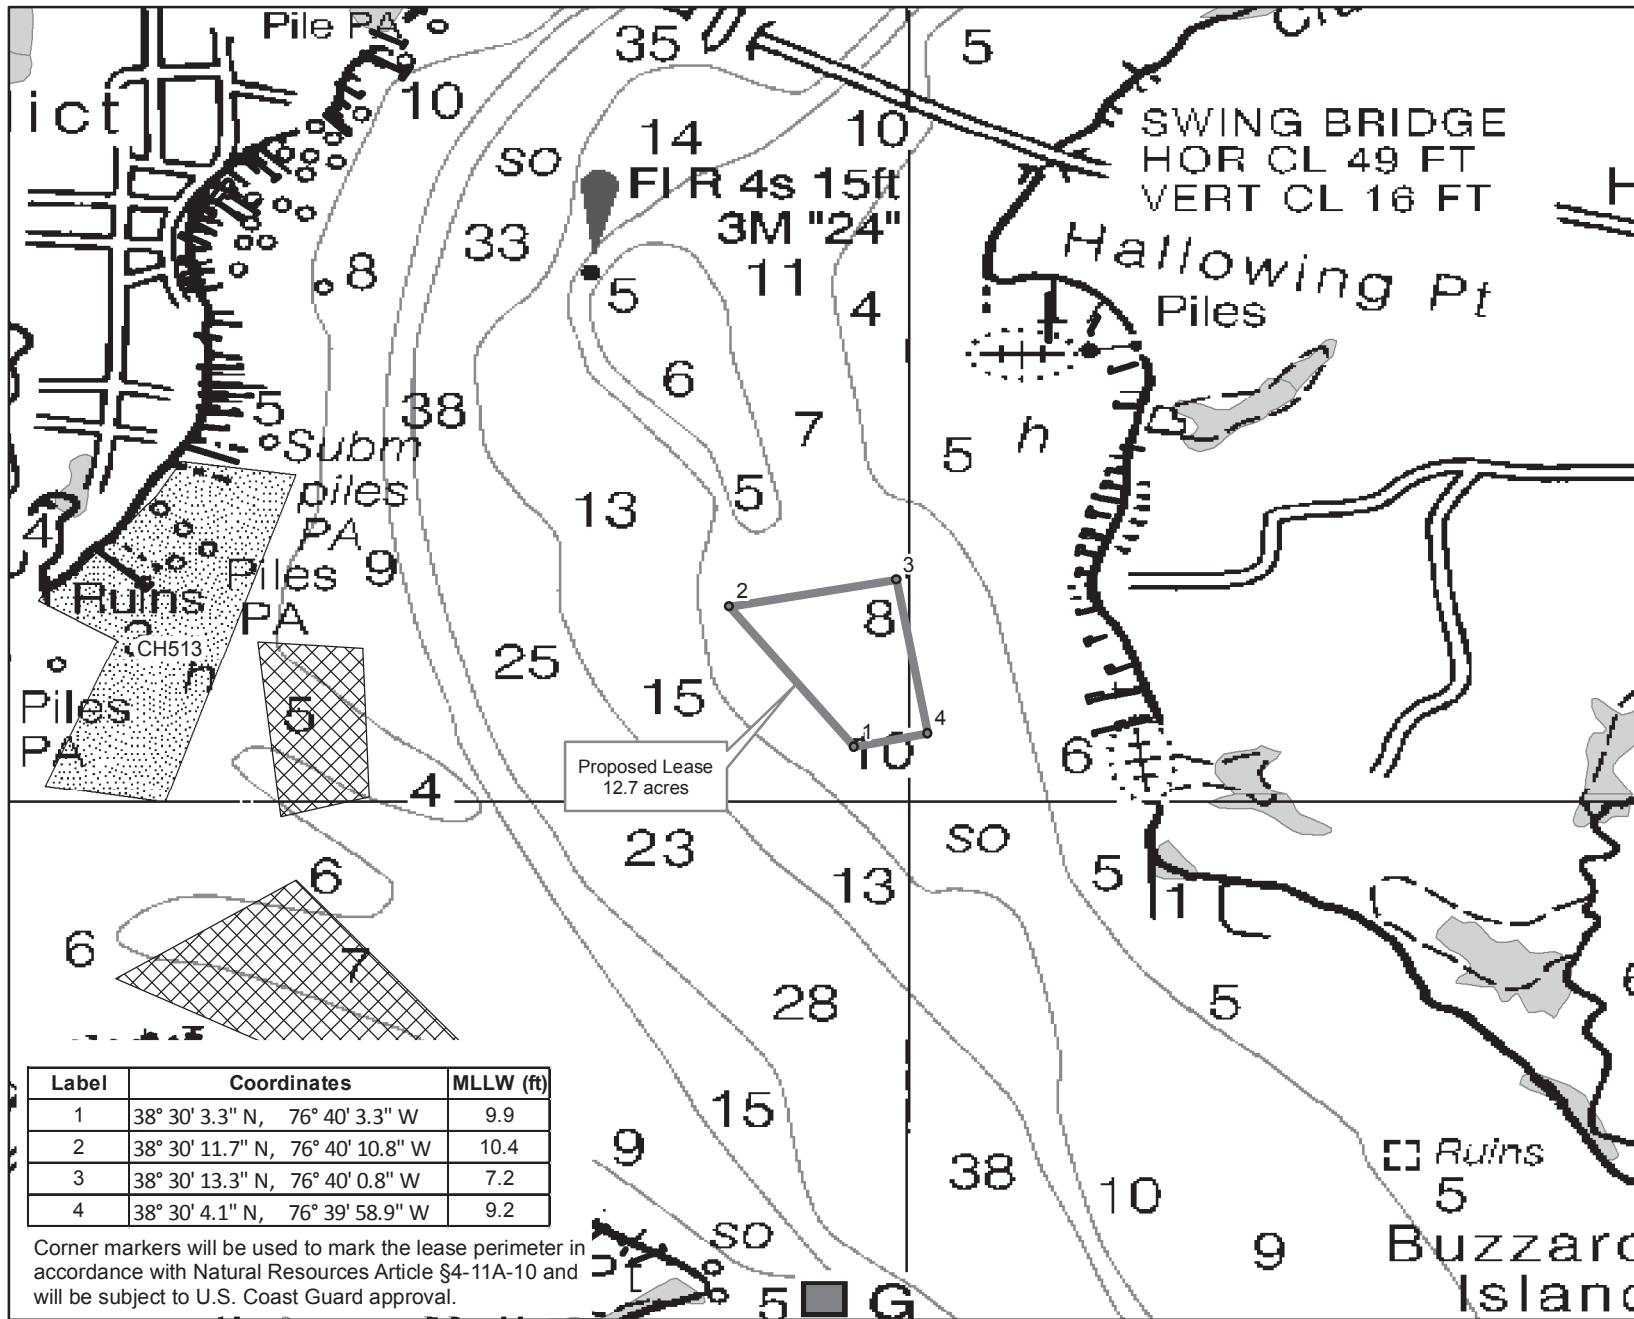 Pile PA
35
5
Cr
ict
10
14
10
SWING BRIDGE
HOR CL 49 FT
VERT CL 16 FT
H
so
Fl R 4s 15ft
3M "24"
33
8
5
11
4
Hallowing Pt
Piles
6
38
5
7
5
h
Subm
piles
PA
13
5
4
9
Piles
PA
Ruins
2
3
8
CH513
n
25
Piles
PA
5
15
4
1
10
6
Proposed Lease
12.7 acres
4
23
so
5
13
1
6
6
7
28
5
6
Label Coordinates MLLW (ft)
1 38° 30' 3.3" N, 76° 40' 3.3" W 9.9
2 38° 30' 11.7" N, 76° 40' 10.8" W 10.4
3 38° 30' 13.3" N, 76° 40' 0.8" W 7.2
4 38° 30' 4.1" N, 76° 39' 58.9" W 9.2
15
9
38
10
Ruins
5
so
9
Buzzard
Island
Corner markers will be used to mark the lease perimeter in
accordance with Natural Resources Article §4-11A-10 and
will be subject to U.S. Coast Guard approval.
5
G